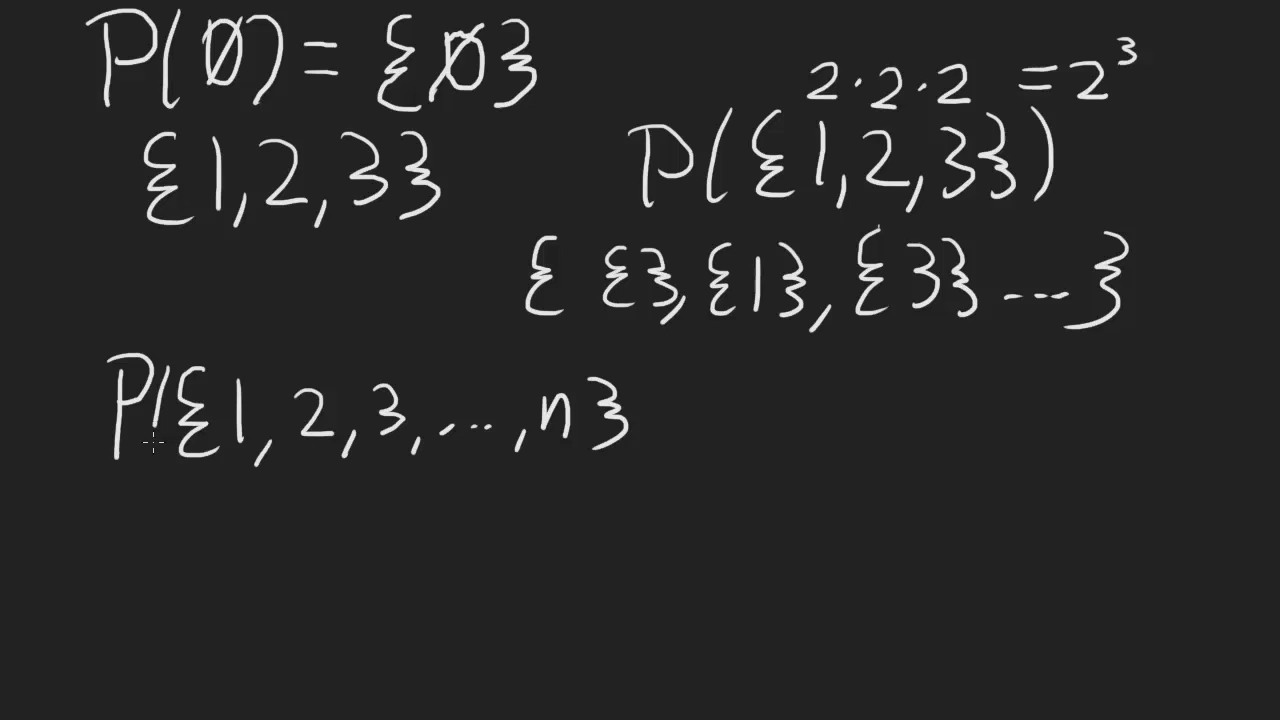 P(∅) = {∅}
2·2·2 = 2³
{1,2,3}
P({1,2,3})
{ {},{1},{3} ... }
P({1,2,3,...,n}